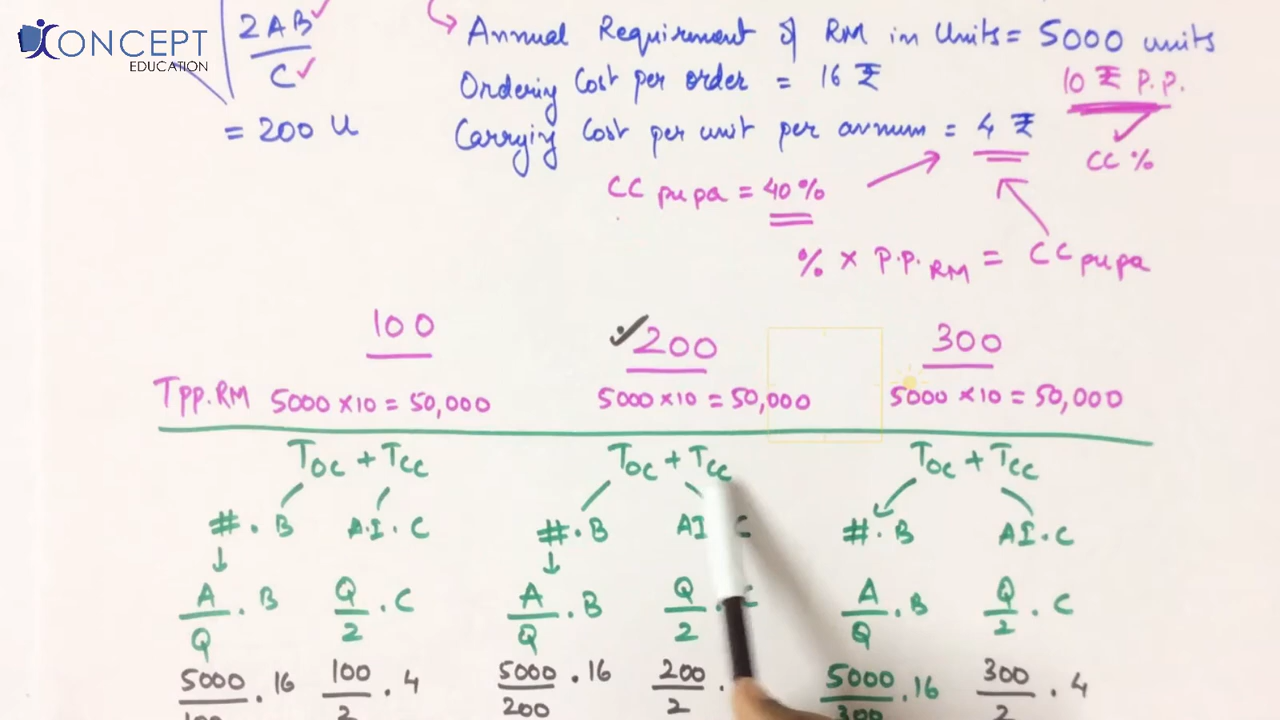 CONCEPT
EDUCATION
2AB
C
= 200 U
Annual Requirment of RM in Units = 5000 units
Ordering Cost per order = 16 ₹
10 ₹ P.P.
Carrying Cost per unit per annum = 4 ₹
CC %
CC pupa = 40%
% × P.P. RM = CC pupa
100 200 300
Tpp.RM 5000 × 10 = 50,000 5000 × 10 = 50,000 5000 × 10 = 50,000
TOC + TCC TOC + TCC TOC + TCC
# . B A.I. C # . B AI C # . B AI . C
A/Q . B Q/2 . C A/Q . B Q/2 . C A/Q . B Q/2 . C
5000 . 16 100/2 . 4 5000/200 . 16 200/2 . 5000/300 . 16 300/2 . 4